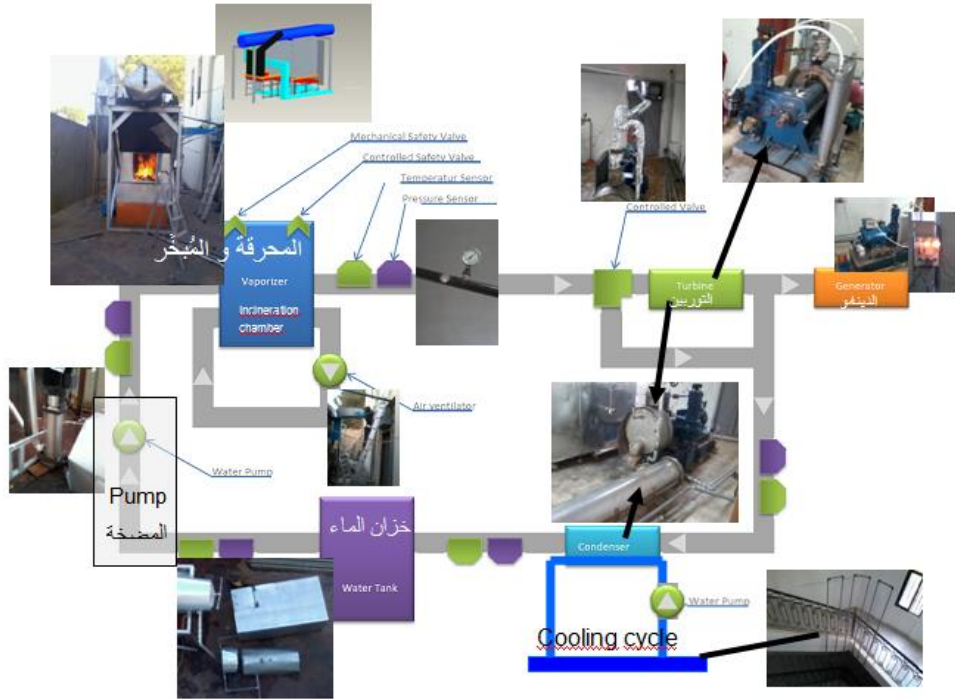 Mechanical Safety Valve
Controlled Safety Valve
Temperatur Sensor
Pressure Sensor
Controlled Valve
المحرقة و المُبخِّر
Vaporizer
Incineration
chamber
Turbine
التوربين
Generator
الدينمو
Air ventilator
Water Pump
Pump
المضخة
خزان الماء
Water Tank
Condenser
Water Pump
Cooling cycle